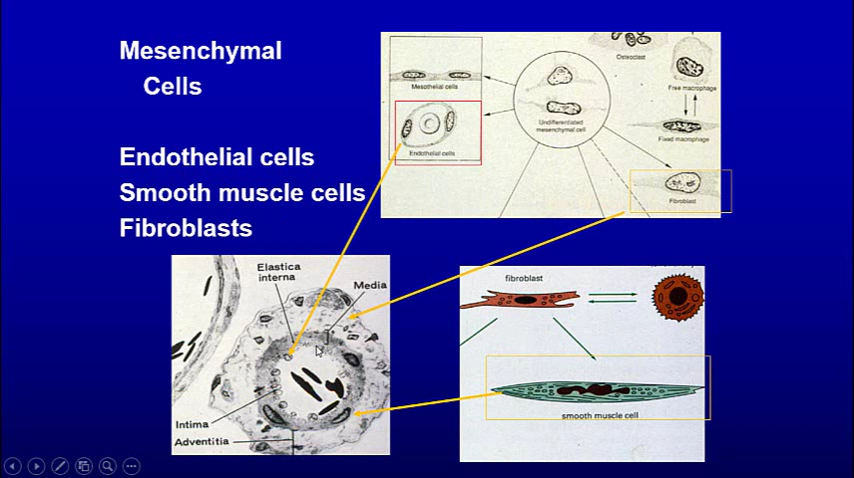 Mesenchymal
Cells
Endothelial cells
Smooth muscle cells
Fibroblasts
Osteoclast
Free macrophage
Mesothelial cells
Undifferentiated
mesenchymal cell
Fixed macrophage
Endothelial cells
Fibroblast
Elastica
interna
Media
Intima
Adventitia
fibroblast
smooth muscle cell